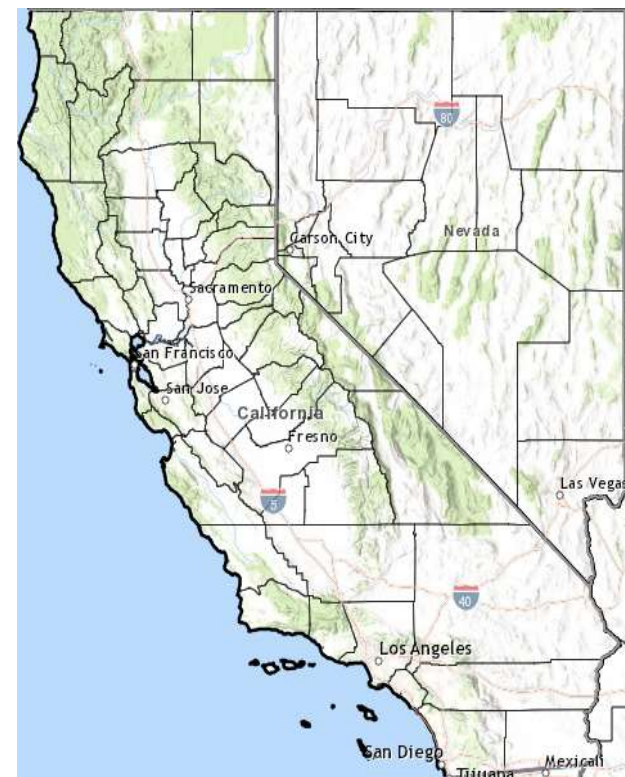 80
Carson City
Nevada
Sacramento
San Francisco
San Jose
California
Fresno
5
Las Vegas
40
Los Angeles
San Diego
Tijuana
Mexicali